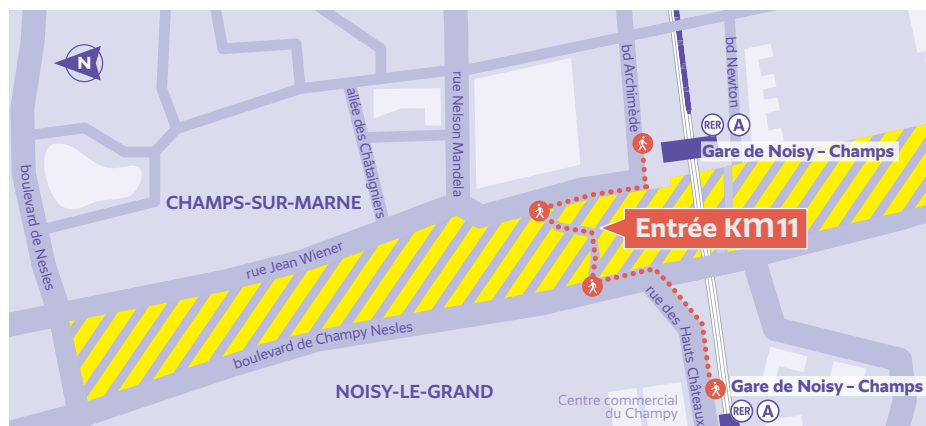 N
boulevard de Nesles
CHAMPS-SUR-MARNE
allée des Châtaigniers
rue Nelson Mandela
bd Archimède
bd Newton
RER A
Gare de Noisy – Champs
Entrée KM11
rue Jean Wiener
boulevard de Champy Nesles
rue des Hauts Châteaux
NOISY-LE-GRAND
Centre commercial
du Champy
Gare de Noisy – Champs
RER A